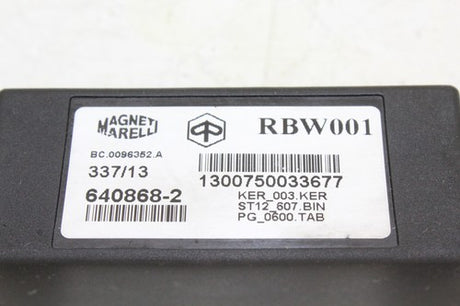 MAGNETI MARELLI
RBW001
BC.0096352.A
337/13
640868-2
1300750033677
KER_003.KER
ST12_607.BIN
PG_0600.TAB